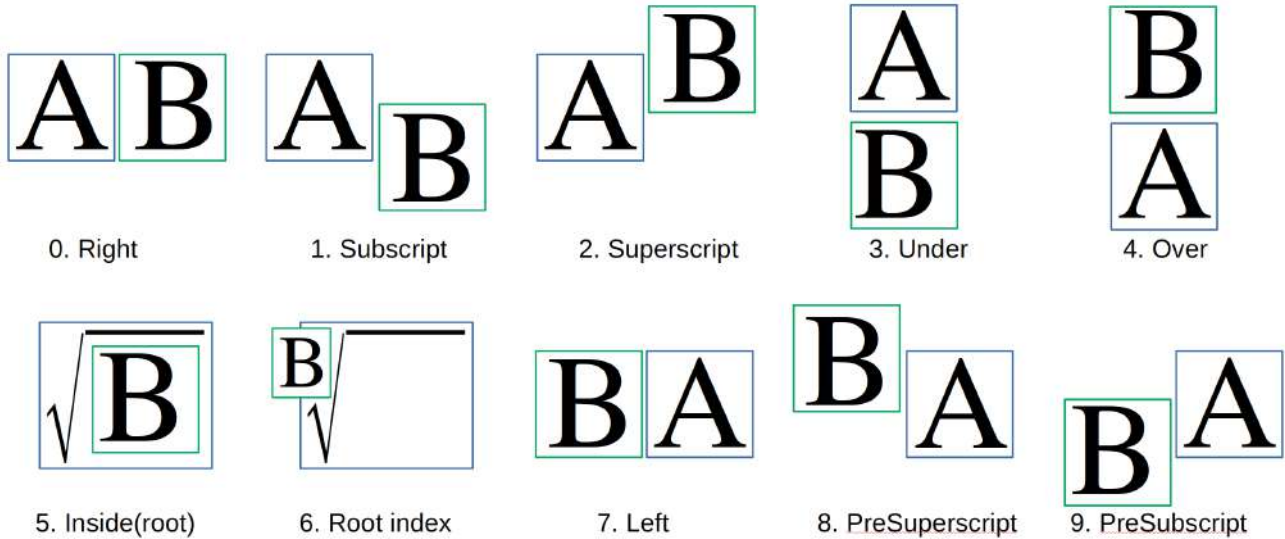 A B A B A B A B B A
0. Right 1. Subscript 2. Superscript 3. Under 4. Over
B B B A B A B A
5. Inside(root) 6. Root index 7. Left 8. PreSuperscript 9. PreSubscript